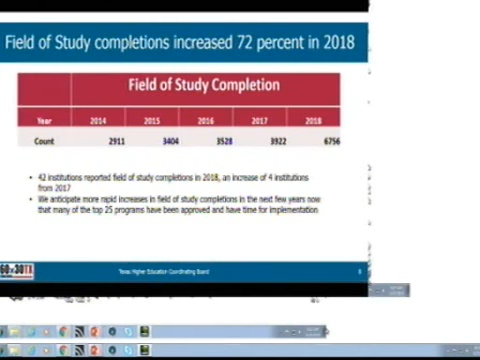 Field of Study completions increased 72 percent in 2018
Field of Study Completion
Year 2014 2015 2016 2017 2018
Count 2911 3404 3528 3922 6756
• 42 institutions reported field of study completions in 2018, an increase of 4 institutions
from 2017
• We anticipate more rapid increases in field of study completions in the next few years now
that many of the top 25 programs have been approved and have time for implementation
60x30TX
Texas Higher Education Coordinating Board